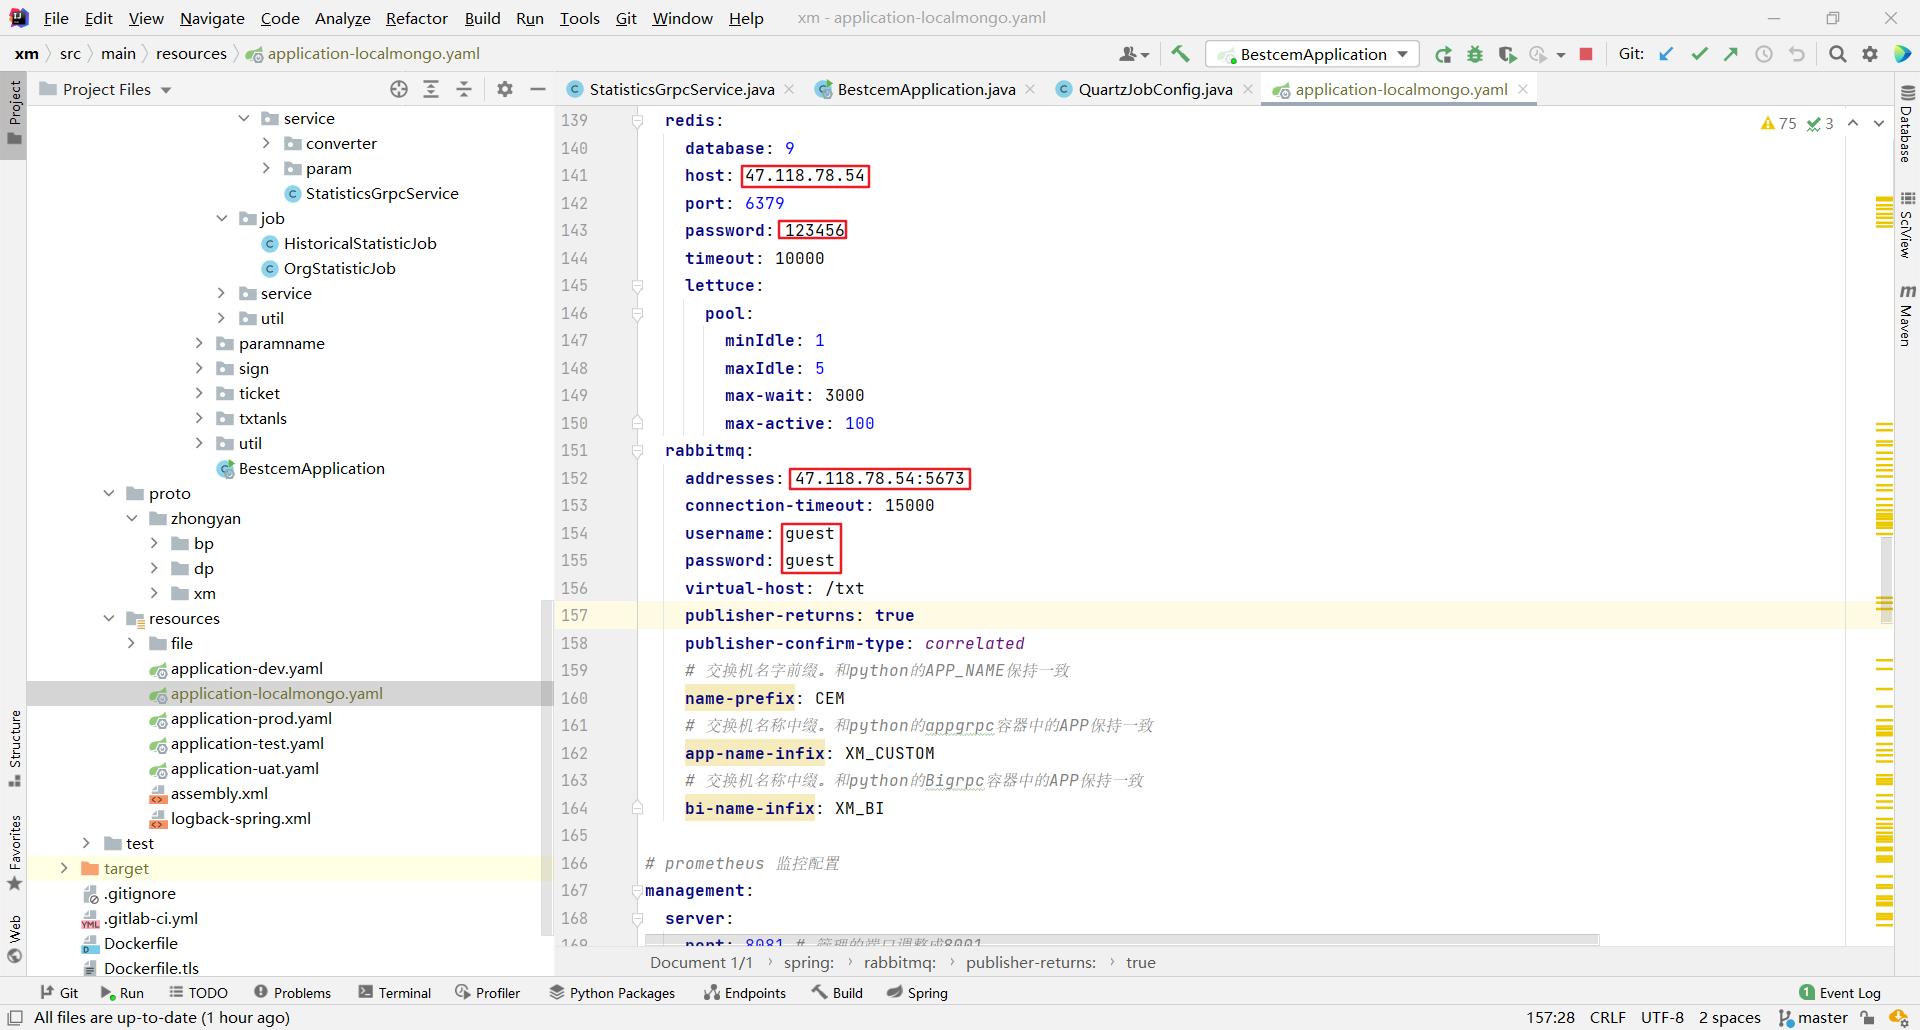 File Edit View Navigate Code Analyze Refactor Build Run Tools Git Window Help xm - application-localmongo.yaml
xm src main resources application-localmongo.yaml BestcemApplication Git:
Project Files
StatisticsGrpcService.java BestcemApplication.java QuartzJobConfig.java application-localmongo.yaml
Project
Structure
Favorites
Web
service
converter
param
StatisticsGrpcService
job
HistoricalStatisticJob
OrgStatisticJob
service
util
paramname
sign
ticket
txtanls
util
BestcemApplication
proto
zhongyan
bp
dp
xm
resources
file
application-dev.yaml
application-localmongo.yaml
application-prod.yaml
application-test.yaml
application-uat.yaml
assembly.xml
logback-spring.xml
test
target
.gitignore
.gitlab-ci.yml
Dockerfile
Dockerfile.tls
75 3
139 redis:
140 database: 9
141 host: 47.118.78.54
142 port: 6379
143 password: 123456
144 timeout: 10000
145 lettuce:
146 pool:
147 minIdle: 1
148 maxIdle: 5
149 max-wait: 3000
150 max-active: 100
151 rabbitmq:
152 addresses: 47.118.78.54:5673
153 connection-timeout: 15000
154 username: guest
155 password: guest
156 virtual-host: /txt
157 publisher-returns: true
158 publisher-confirm-type: correlated
159 # 交换机名字前缀。和python的APP_NAME保持一致
160 name-prefix: CEM
161 # 交换机名称中缀。和python的appgrpc容器中的APP保持一致
162 app-name-infix: XM_CUSTOM
163 # 交换机名称中缀。和python的Bigrpc容器中的APP保持一致
164 bi-name-infix: XM_BI
165
166 # prometheus 监控配置
167 management:
168 server:
169 port: 8081 # 管理的端口调整成8001
Database
SciView
Maven
Document 1/1 spring: rabbitmq: publisher-returns: true
Git Run TODO Problems Terminal Profiler Python Packages Endpoints Build Spring 1 Event Log
All files are up-to-date (1 hour ago) 157:28 CRLF UTF-8 2 spaces master